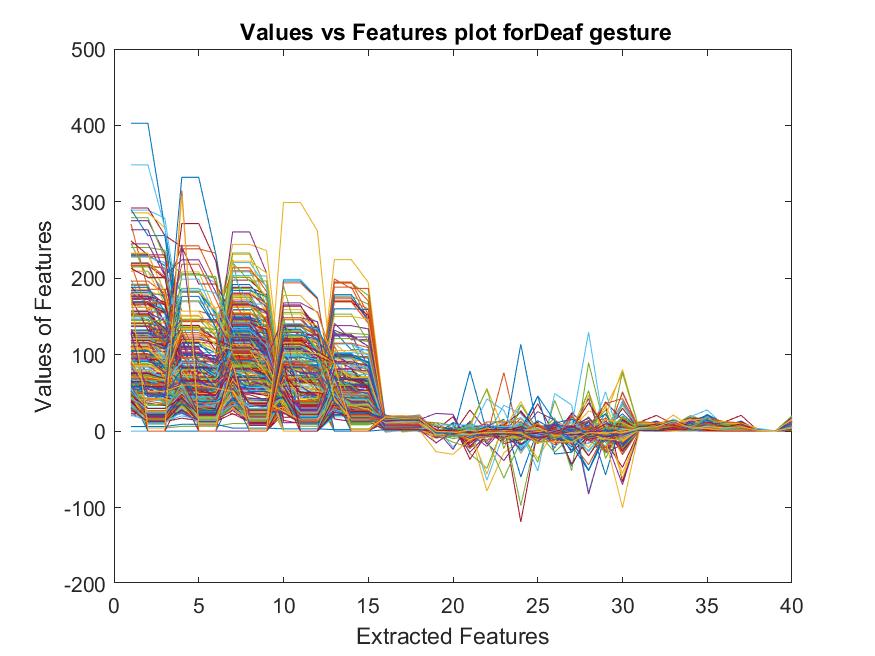 Values vs Features plot forDeaf gesture
500
400
300
200
100
0
-100
-200
Values of Features
0 5 10 15 20 25 30 35 40
Extracted Features